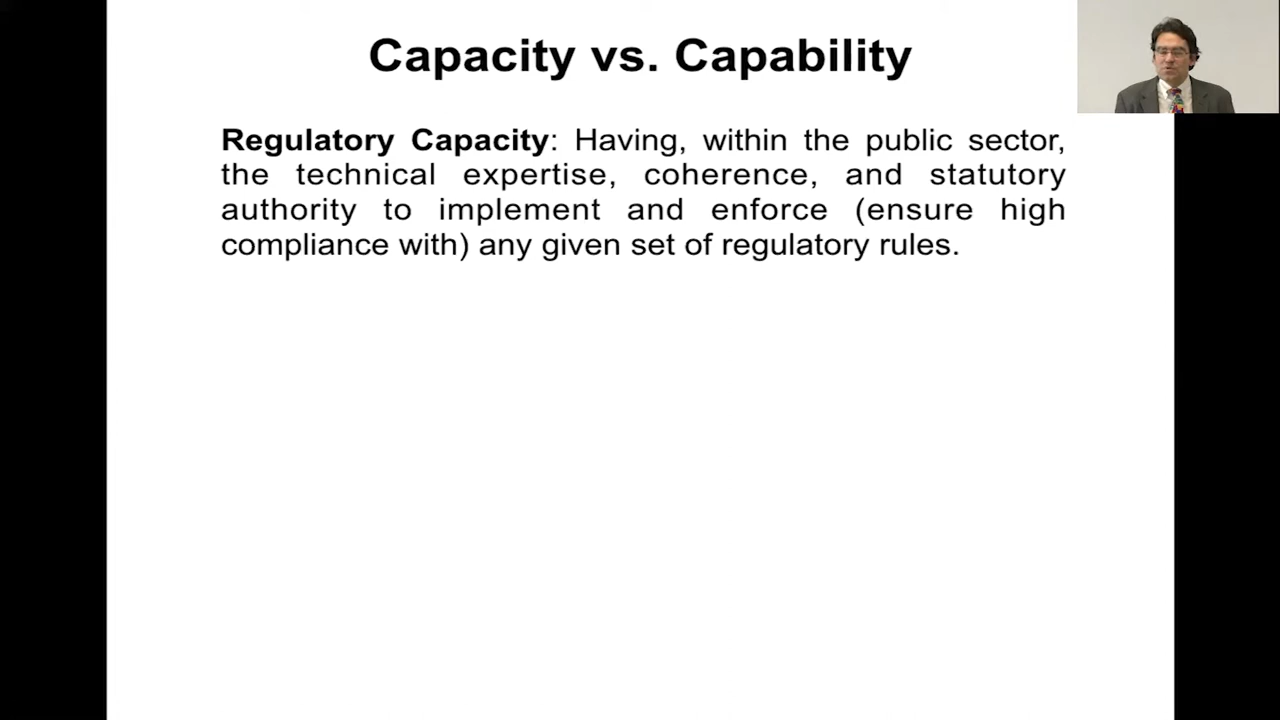 Capacity vs. Capability
Regulatory Capacity: Having, within the public sector,
the technical expertise, coherence, and statutory
authority to implement and enforce (ensure high
compliance with) any given set of regulatory rules.